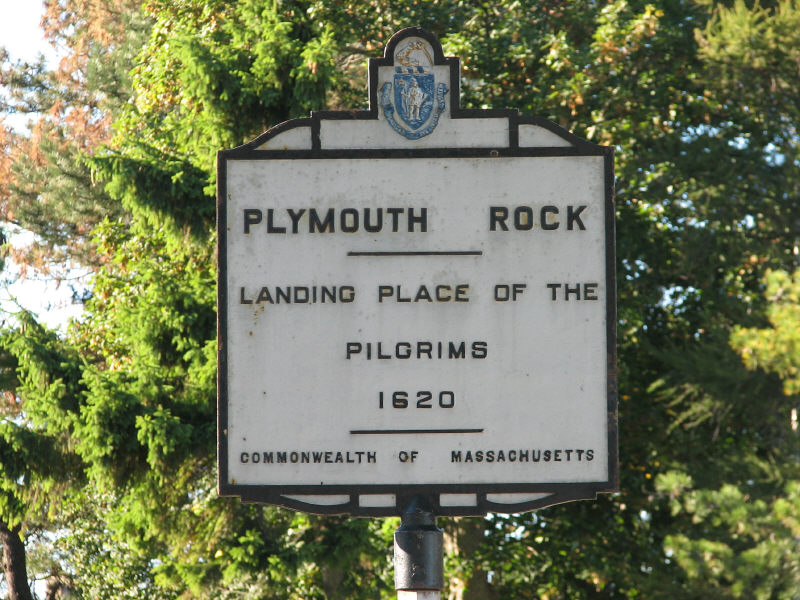 PLYMOUTH ROCK
LANDING PLACE OF THE
PILGRIMS
1620
COMMONWEALTH OF MASSACHUSETTS